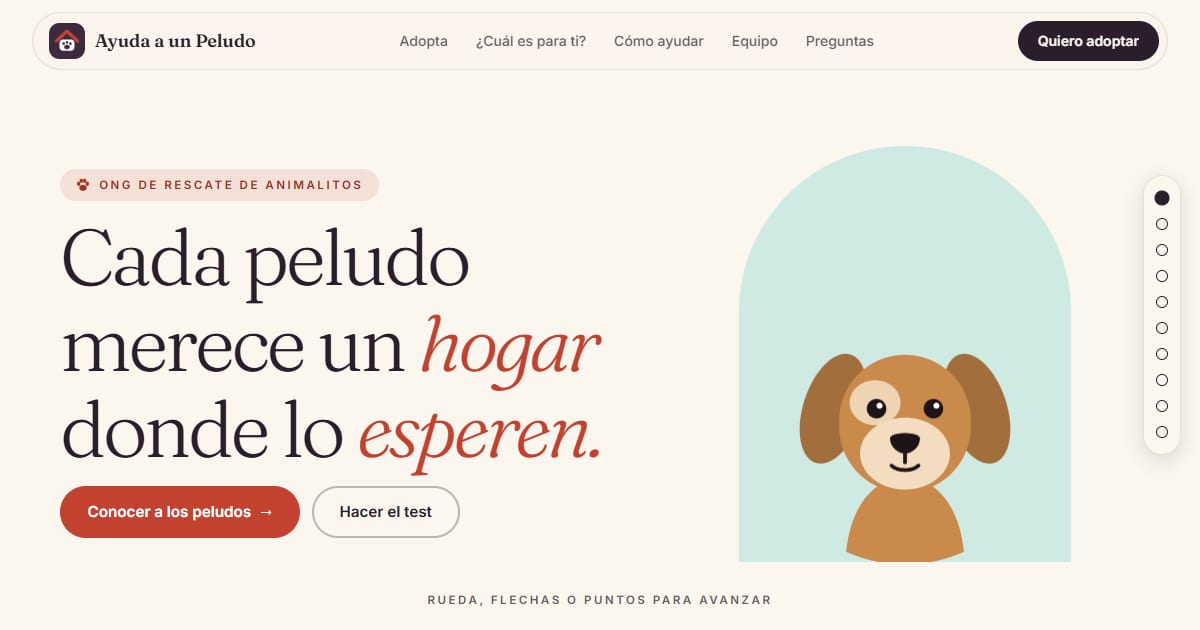 Ayuda a un Peludo
Adopta
¿Cuál es para ti?
Cómo ayudar
Equipo
Preguntas
Quiero adoptar
ONG DE RESCATE DE ANIMALITOS
Cada peludo
merece un hogar
donde lo esperen.
Conocer a los peludos →
Hacer el test
RUEDA, FLECHAS O PUNTOS PARA AVANZAR